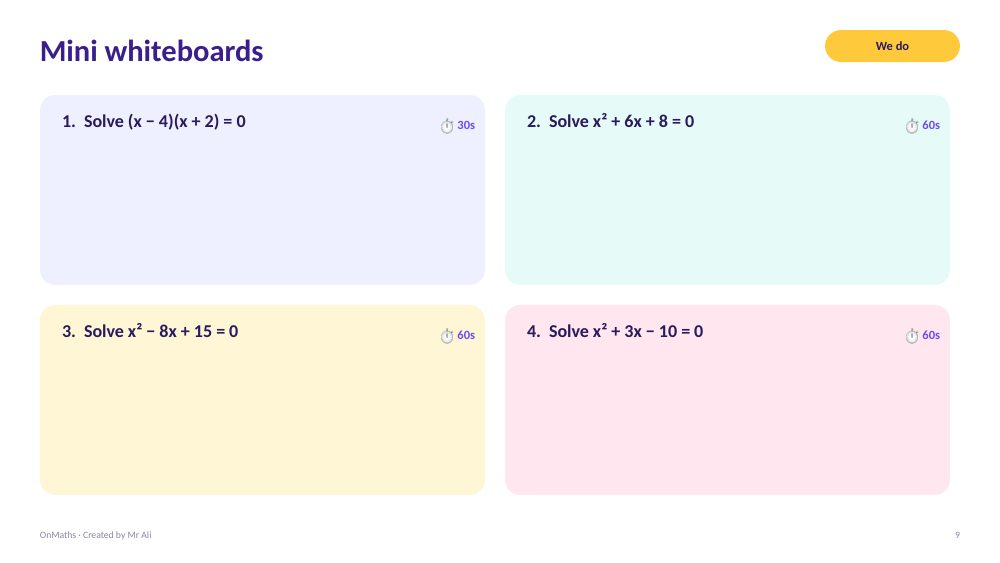 Mini whiteboards
We do
1. Solve (x − 4)(x + 2) = 0
⏱ 30s
2. Solve x² + 6x + 8 = 0
⏱ 60s
3. Solve x² − 8x + 15 = 0
⏱ 60s
4. Solve x² + 3x − 10 = 0
⏱ 60s
OnMaths · Created by Mr Ali
9